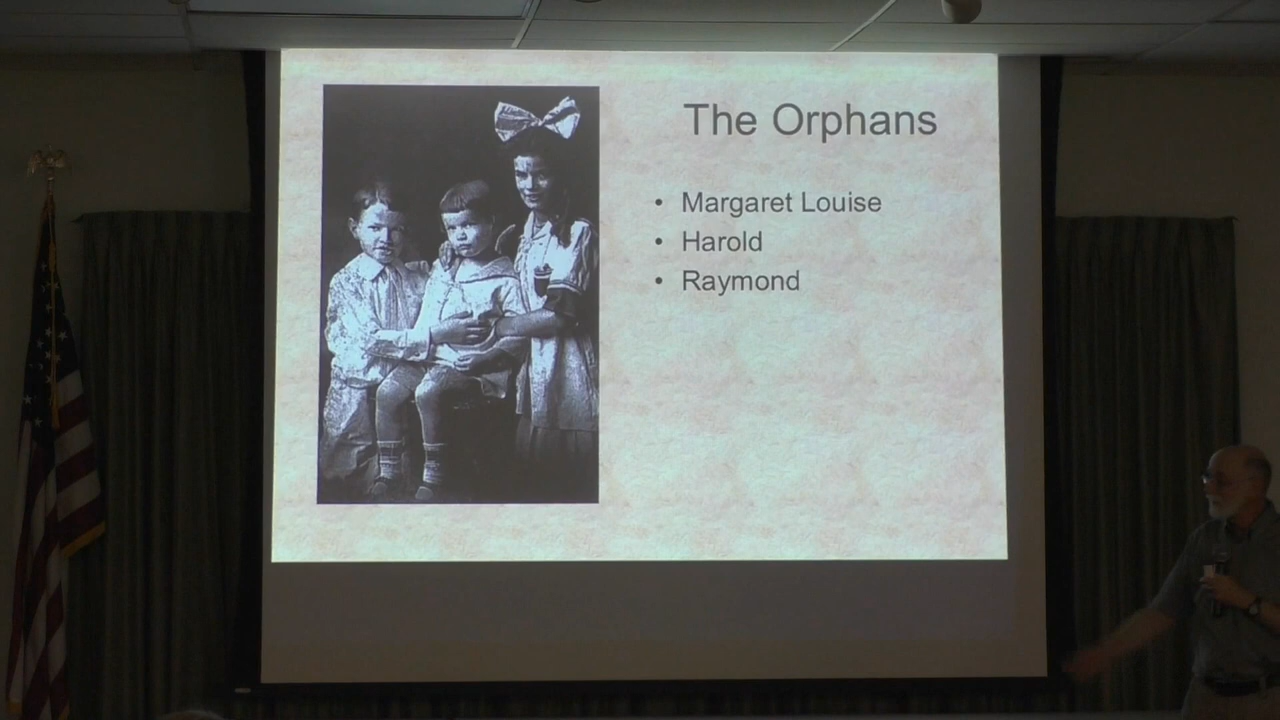 The Orphans
• Margaret Louise
• Harold
• Raymond